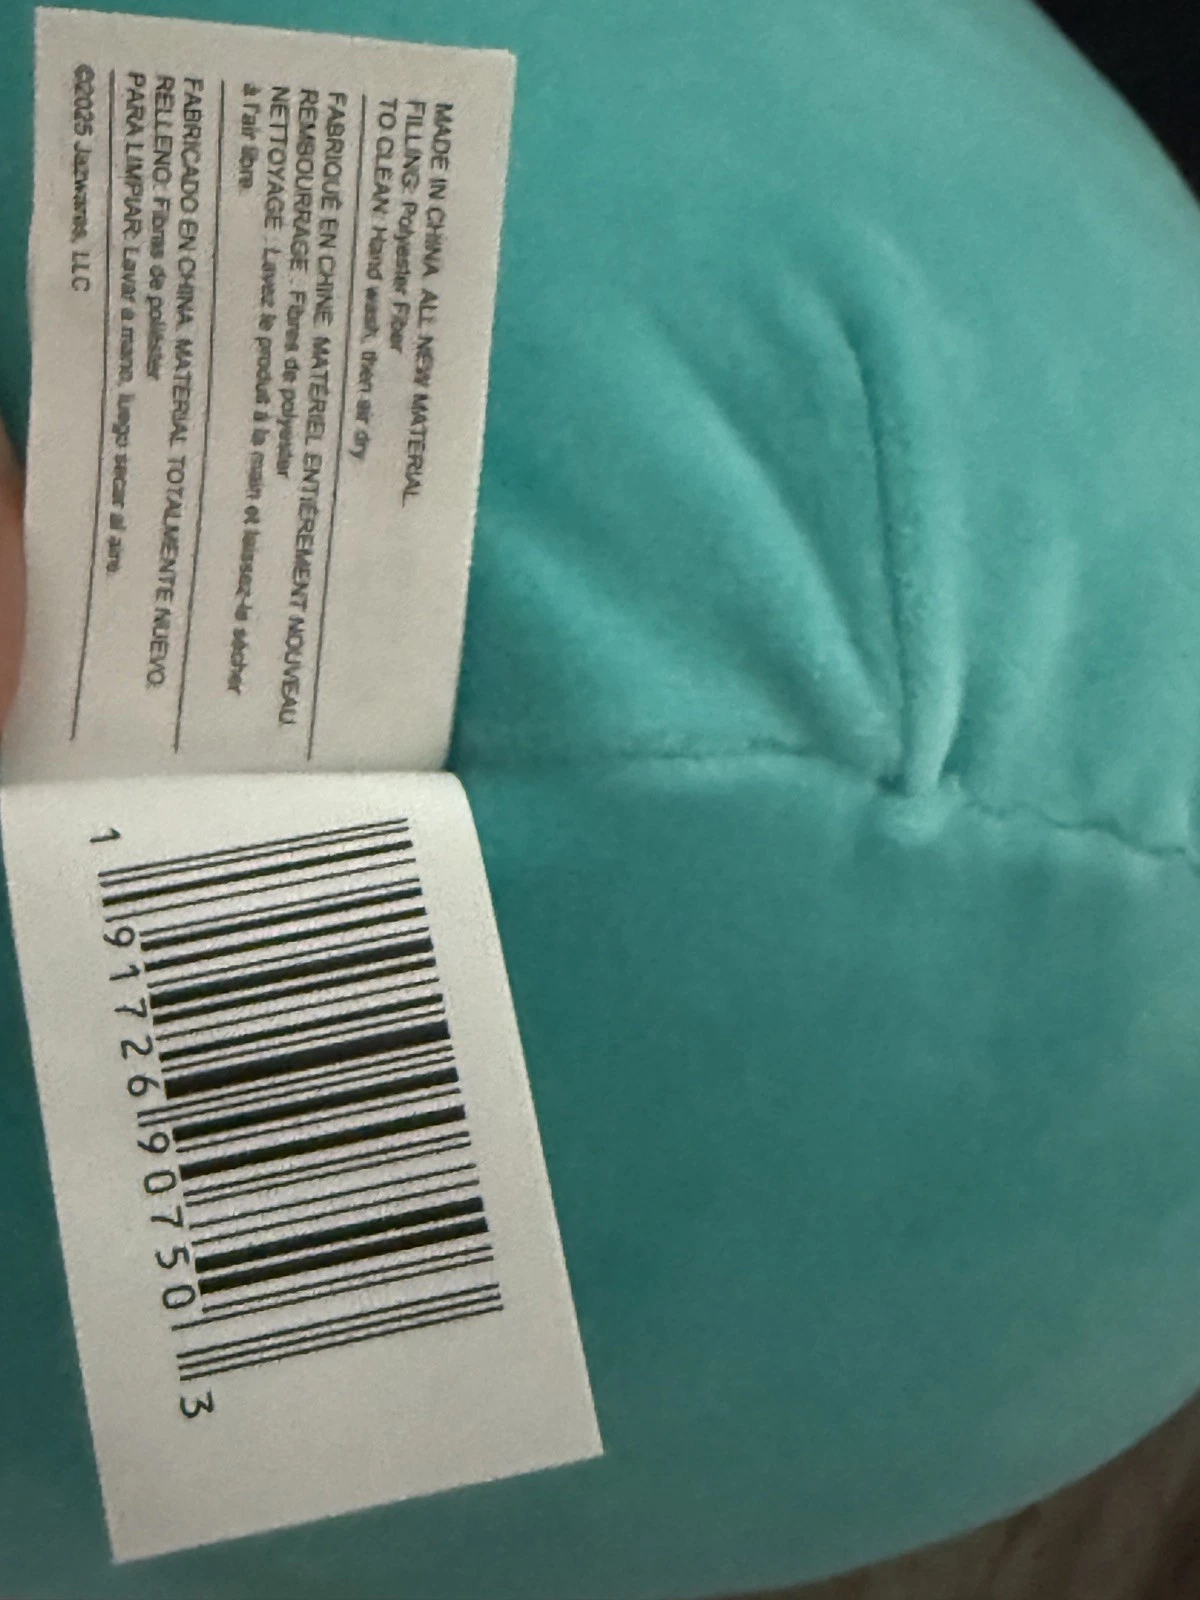 MADE IN CHINA ALL NEW MATERIAL
FILLING: Polyester Fiber
TO CLEAN: Hand wash, then air dry
FABRIQUÉ EN CHINE MATÉRIEL ENTIÈREMENT NOUVEAU.
REMBOURRAGE : Fibres de polyester
NETTOYAGE : Lavez le produit à la main et laissez-le sécher
à l'air libre.
FABRICADO EN CHINA. MATERIAL TOTALMENTE NUEVO.
RELLENO: Fibras de poliéster
PARA LIMPIAR: Lavar a mano, luego secar al aire.
©2025 Jazwares, LLC
1 91726 90750 3